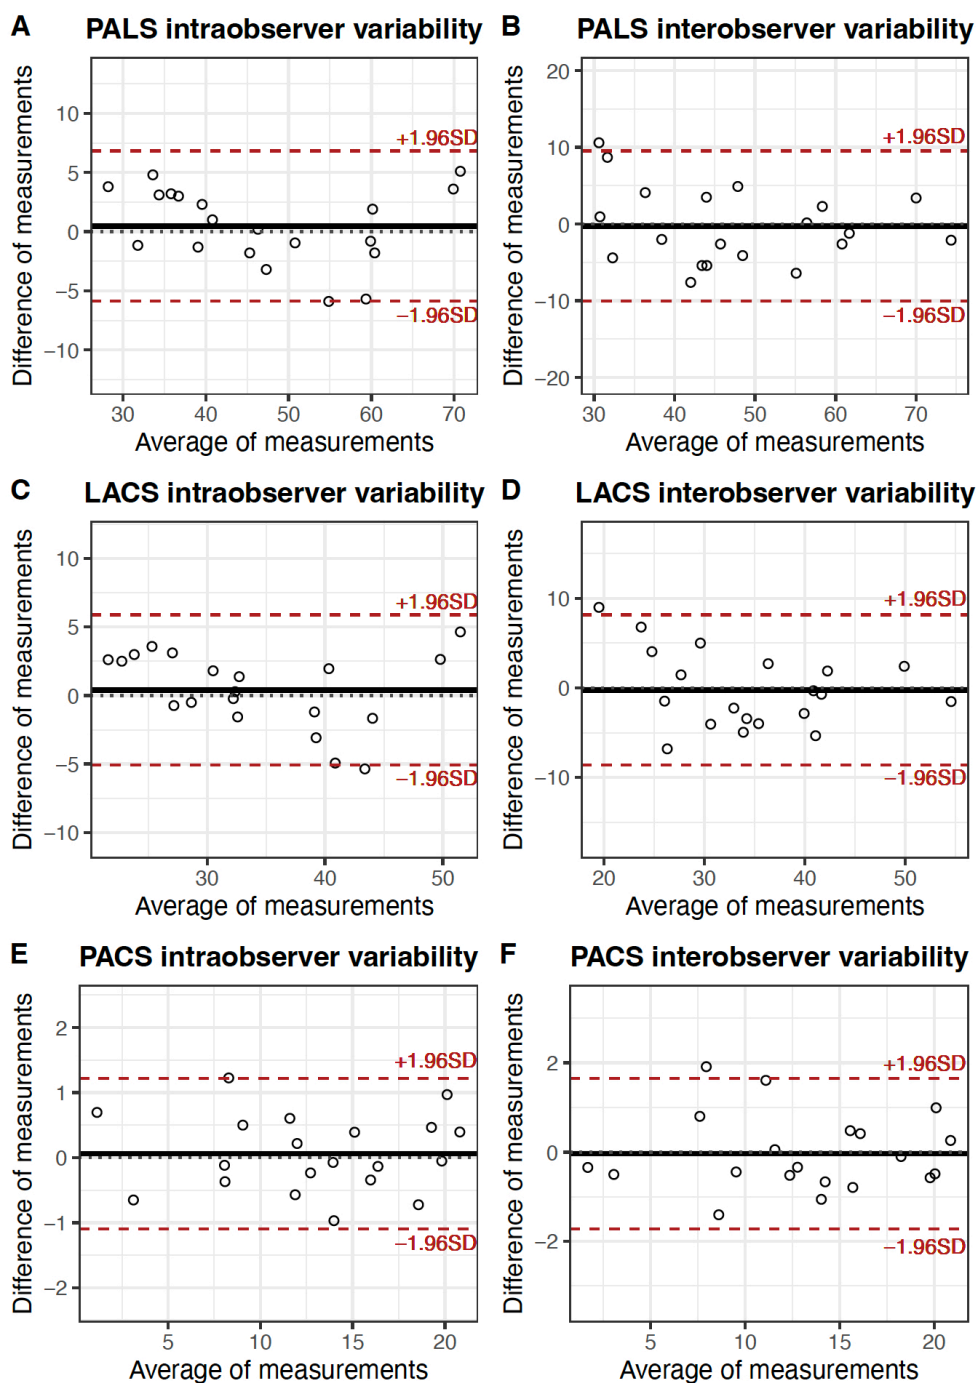 A PALS intraobserver variability
Difference of measurements
10
5
0
−5
−10
+1.96SD
−1.96SD
30 40 50 60 70
Average of measurements
B PALS interobserver variability
Difference of measurements
20
10
0
−10
−20
+1.96SD
−1.96SD
30 40 50 60 70
Average of measurements
C LACS intraobserver variability
Difference of measurements
10
5
0
−5
−10
+1.96SD
−1.96SD
30 40 50
Average of measurements
D LACS interobserver variability
Difference of measurements
10
0
−10
+1.96SD
−1.96SD
20 30 40 50
Average of measurements
E PACS intraobserver variability
Difference of measurements
2
1
0
−1
−2
+1.96SD
−1.96SD
5 10 15 20
Average of measurements
F PACS interobserver variability
Difference of measurements
2
0
−2
+1.96SD
−1.96SD
5 10 15 20
Average of measurements